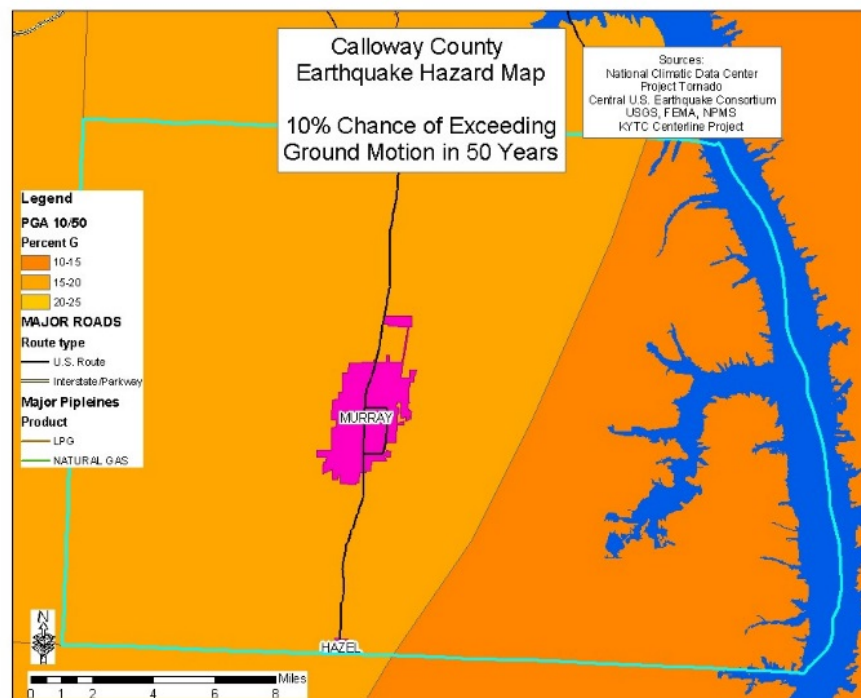 Calloway County
Earthquake Hazard Map
10% Chance of Exceeding
Ground Motion in 50 Years
Sources:
National Climatic Data Center
Project Tornado
Central U.S. Earthquake Consortium
USGS, FEMA, NPMS
KYTC Centerline Project
Legend
PGA 10/50
Percent G
10-15
15-20
20-25
MAJOR ROADS
Route type
U.S. Route
Interstate/Parkway
Major Pipleines
Product
LPG
NATURAL GAS
MURRAY
HAZEL
N
Miles
0 1 2 4 6 8